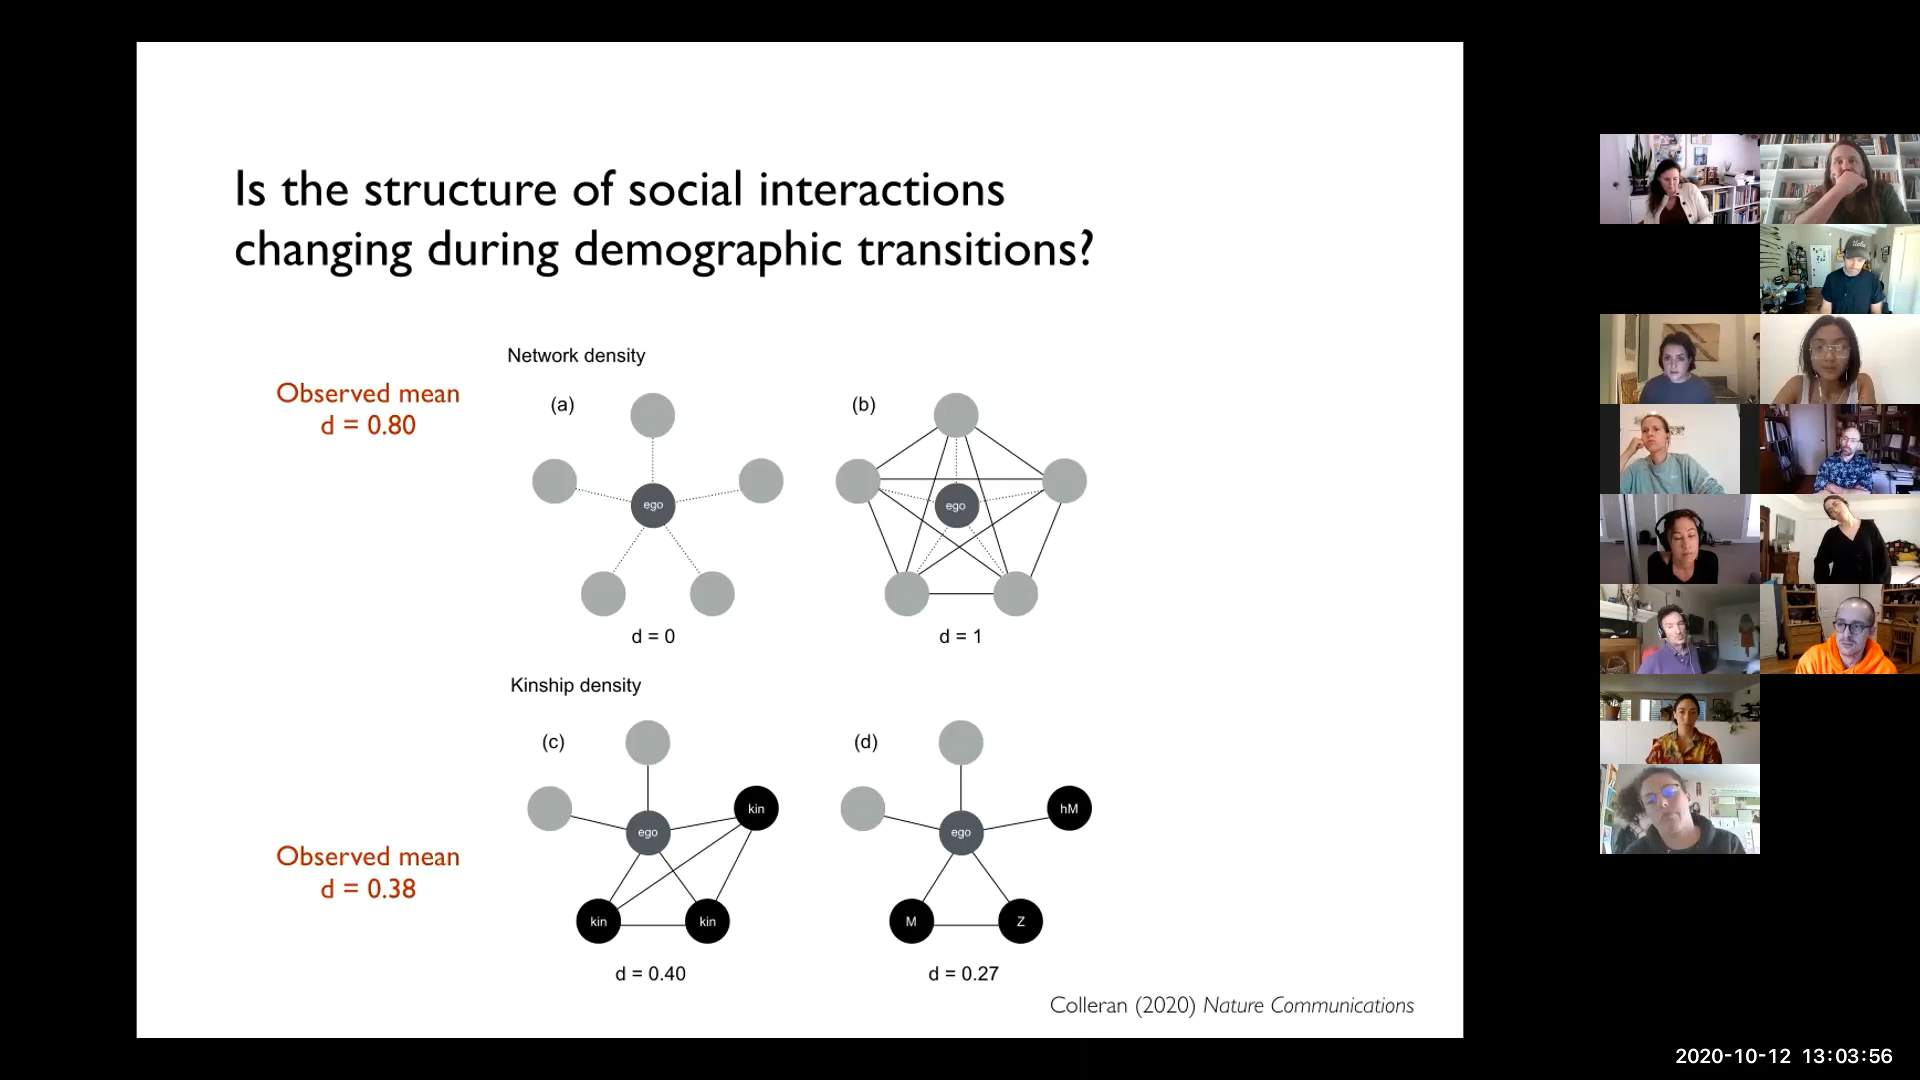 Is the structure of social interactions
changing during demographic transitions?
Network density
Observed mean
d = 0.80
(a)
ego
d = 0
(b)
ego
d = 1
Kinship density
Observed mean
d = 0.38
(c)
kin
ego
kin
kin
d = 0.40
(d)
hM
ego
M
Z
d = 0.27
Colleran (2020) Nature Communications
2020-10-12 13:03:56